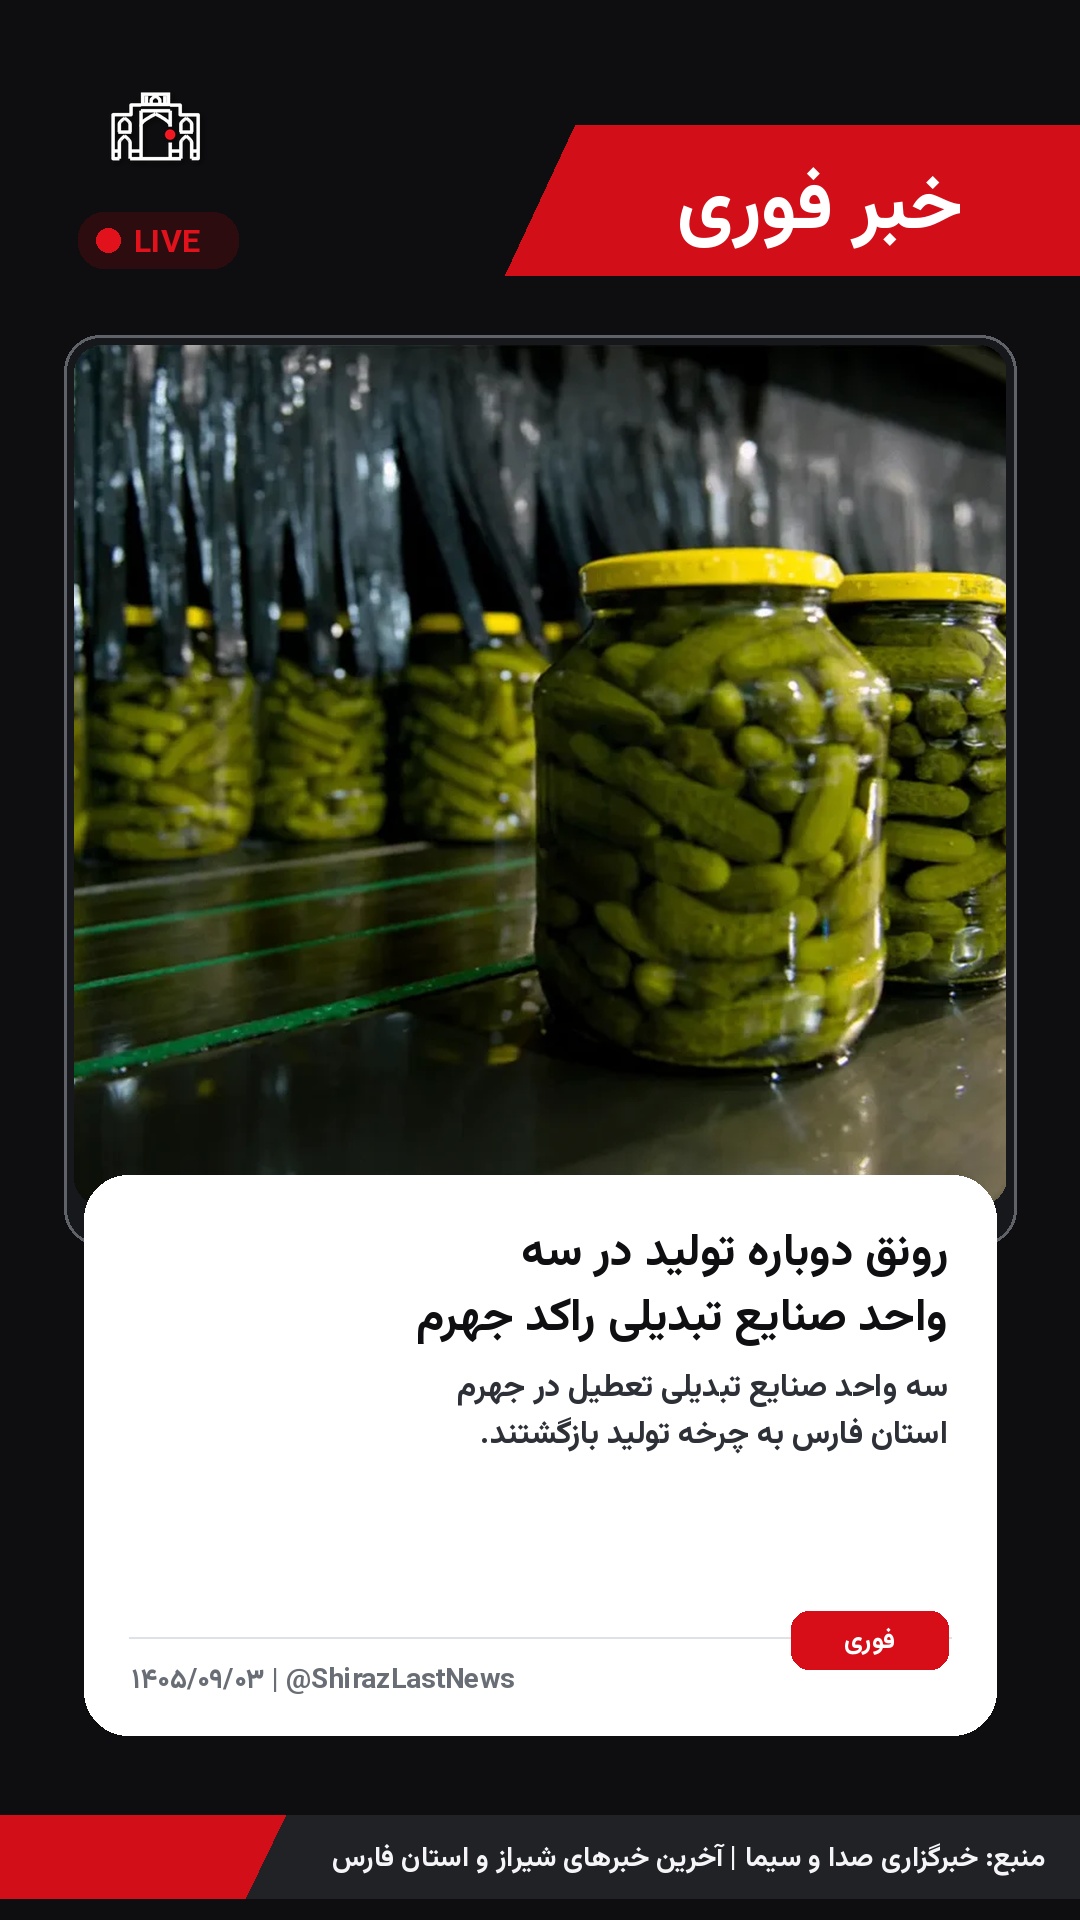 خبر فوری
LIVE
رونق دوباره تولید در سه
واحد صنایع تبدیلی راکد جهرم
سه واحد صنایع تبدیلی تعطیل در جهرم
استان فارس به چرخه تولید بازگشتند.
فوری
۱۴۰۵/۰۹/۰۳ | @ShirazLastNews
منبع: خبرگزاری صدا و سیما | آخرین خبرهای شیراز و استان فارس